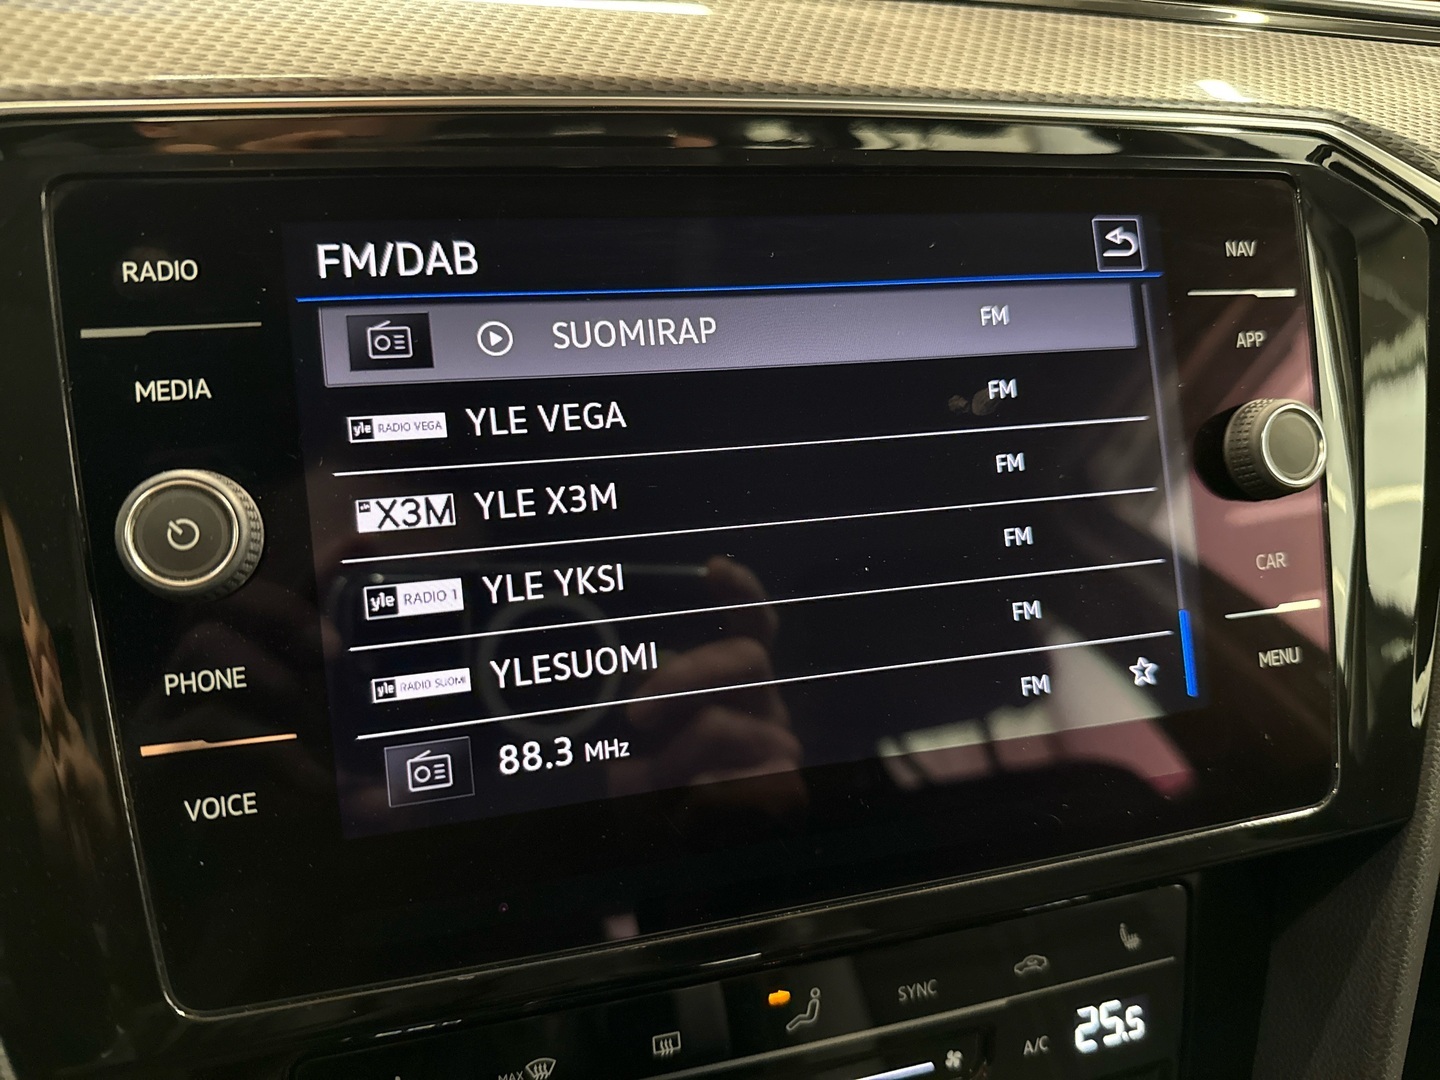 RADIO
MEDIA
PHONE
VOICE
FM/DAB
SUOMIRAP FM
yle RADIO VEGA YLE VEGA FM
X3M YLE X3M FM
yle RADIO 1 YLE YKSI FM
yle RADIO SUOMI YLESUOMI FM
88.3 MHz FM
NAV
APP
CAR
MENU
SYNC
MAX
A/C 25.5